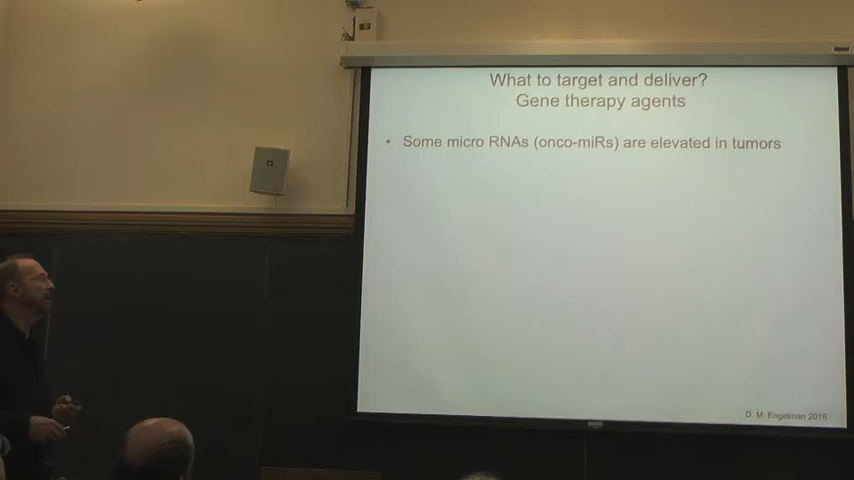 What to target and deliver?
Gene therapy agents
• Some micro RNAs (onco-miRs) are elevated in tumors
D. M. Engelman 2015